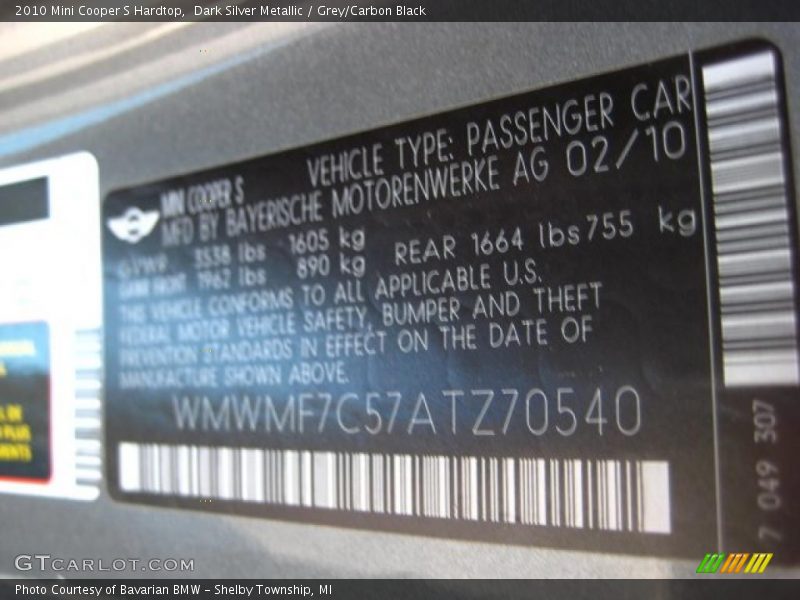 2010 Mini Cooper S Hardtop, Dark Silver Metallic / Grey/Carbon Black
MINI COOPER S VEHICLE TYPE: PASSENGER CAR
MFD BY BAYERISCHE MOTORENWERKE AG 02/10
GVWR 3538 lbs 1605 kg
GAWR FRONT 1962 lbs 890 kg REAR 1664 lbs 755 kg
THIS VEHICLE CONFORMS TO ALL APPLICABLE U.S.
FEDERAL MOTOR VEHICLE SAFETY, BUMPER AND THEFT
PREVENTION STANDARDS IN EFFECT ON THE DATE OF
MANUFACTURE SHOWN ABOVE.
WMWMF7C57ATZ70540
7 049 307
PLUS
GTCARLOT.COM
Photo Courtesy of Bavarian BMW – Shelby Township, MI